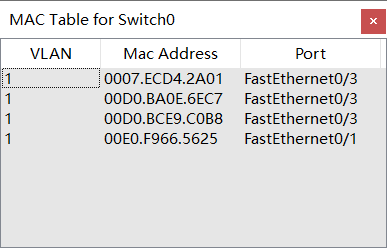 MAC Table for Switch0
VLAN Mac Address Port
1 0007.ECD4.2A01 FastEthernet0/3
1 00D0.BA0E.6EC7 FastEthernet0/3
1 00D0.BCE9.C0B8 FastEthernet0/3
1 00E0.F966.5625 FastEthernet0/1